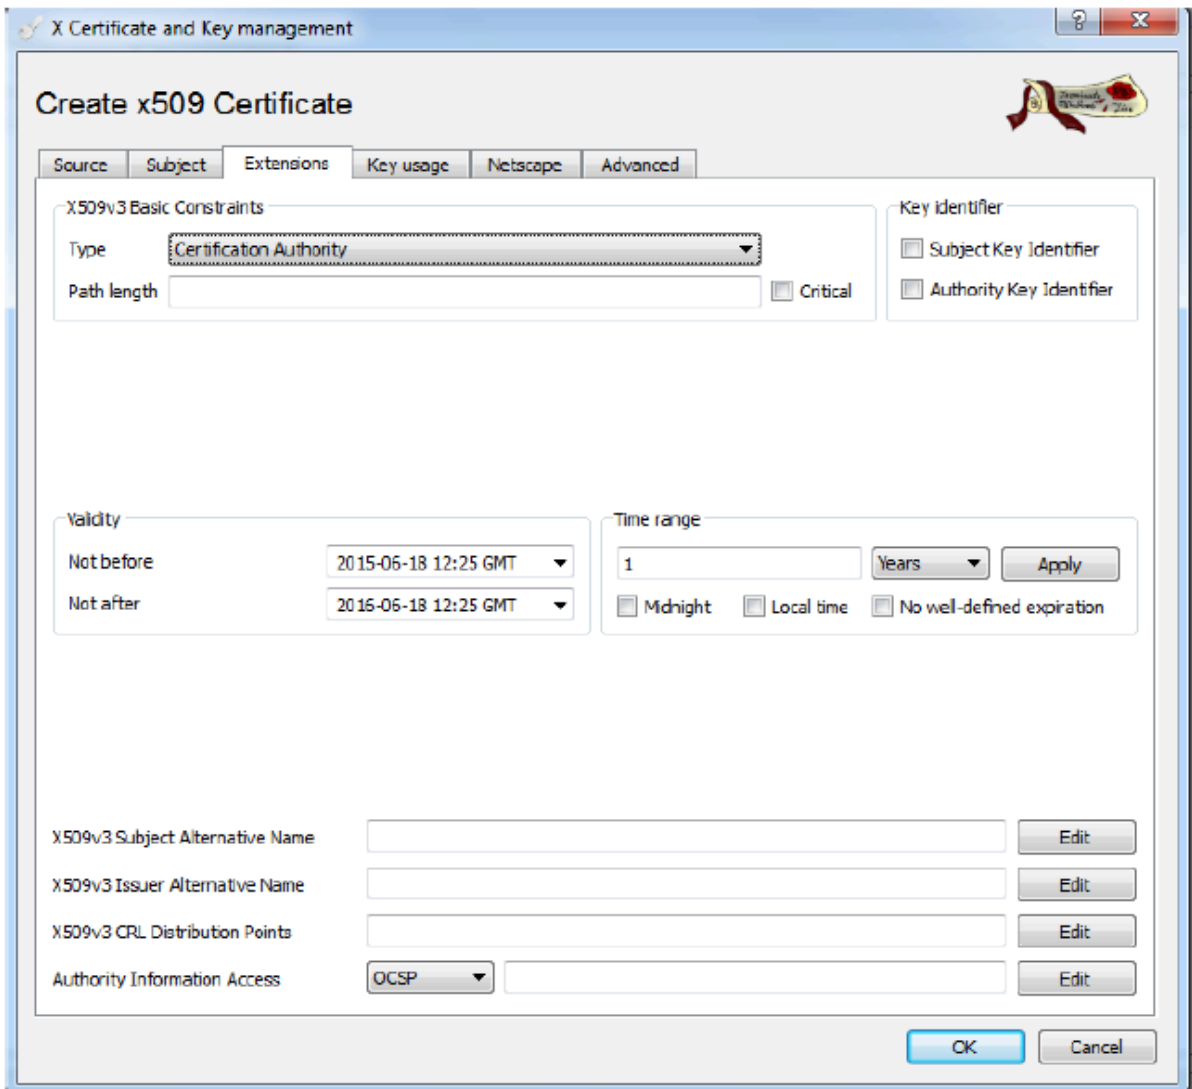 X Certificate and Key management
Create x509 Certificate
Source Subject Extensions Key usage Netscape Advanced
X509v3 Basic Constraints
Type Certification Authority
Path length Critical
Key identifier
Subject Key Identifier
Authority Key Identifier
Validity
Not before 2015-06-18 12:25 GMT
Not after 2016-06-18 12:25 GMT
Time range
1 Years Apply
Midnight Local time No well-defined expiration
X509v3 Subject Alternative Name Edit
X509v3 Issuer Alternative Name Edit
X509v3 CRL Distribution Points Edit
Authority Information Access OCSP Edit
OK Cancel